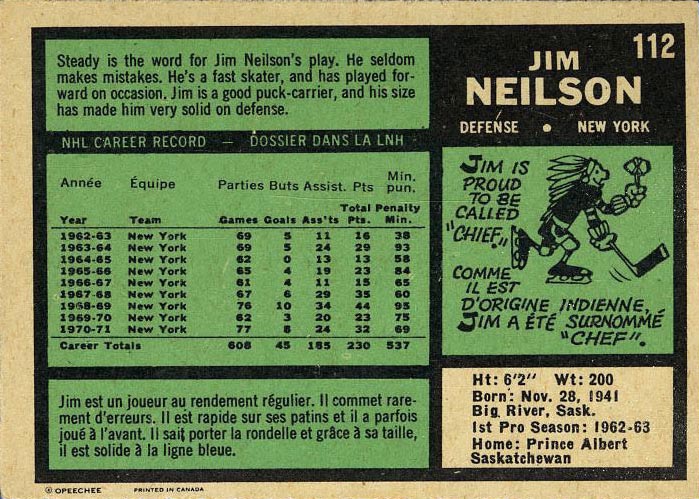 112
JIM
NEILSON
DEFENSE • NEW YORK
Steady is the word for Jim Neilson's play. He seldom
makes mistakes. He's a fast skater, and has played for-
ward on occasion. Jim is a good puck-carrier, and his size
has made him very solid on defense.
NHL CAREER RECORD — DOSSIER DANS LA LNH
Année Équipe Parties Buts Assist. Pts Min. pun.
Year Team Games Goals Ass'ts Total Pts. Penalty Min.
1962-63 New York 69 5 11 16 38
1963-64 New York 69 5 24 29 93
1964-65 New York 62 0 13 13 58
1965-66 New York 65 4 19 23 84
1966-67 New York 61 4 11 15 65
1967-68 New York 67 6 29 35 60
1968-69 New York 76 10 34 44 95
1969-70 New York 62 3 20 23 75
1970-71 New York 77 8 24 32 69
Career Totals 608 45 185 230 537
JIM IS
PROUD
TO BE
CALLED
"CHIEF."
COMME
IL EST
D'ORIGINE INDIENNE,
JIM A ÉTÉ SURNOMMÉ
"CHEF".
Jim est un joueur au rendement régulier. Il commet rare-
ment d'erreurs. Il est rapide sur ses patins et il a parfois
joué à l'avant. Il sait porter la rondelle et grâce à sa taille,
il est solide à la ligne bleue.
Ht: 6'2" Wt: 200
Born: Nov. 28, 1941
Big River, Sask.
1st Pro Season: 1962-63
Home: Prince Albert
Saskatchewan
© OPEECHEE PRINTED IN CANADA